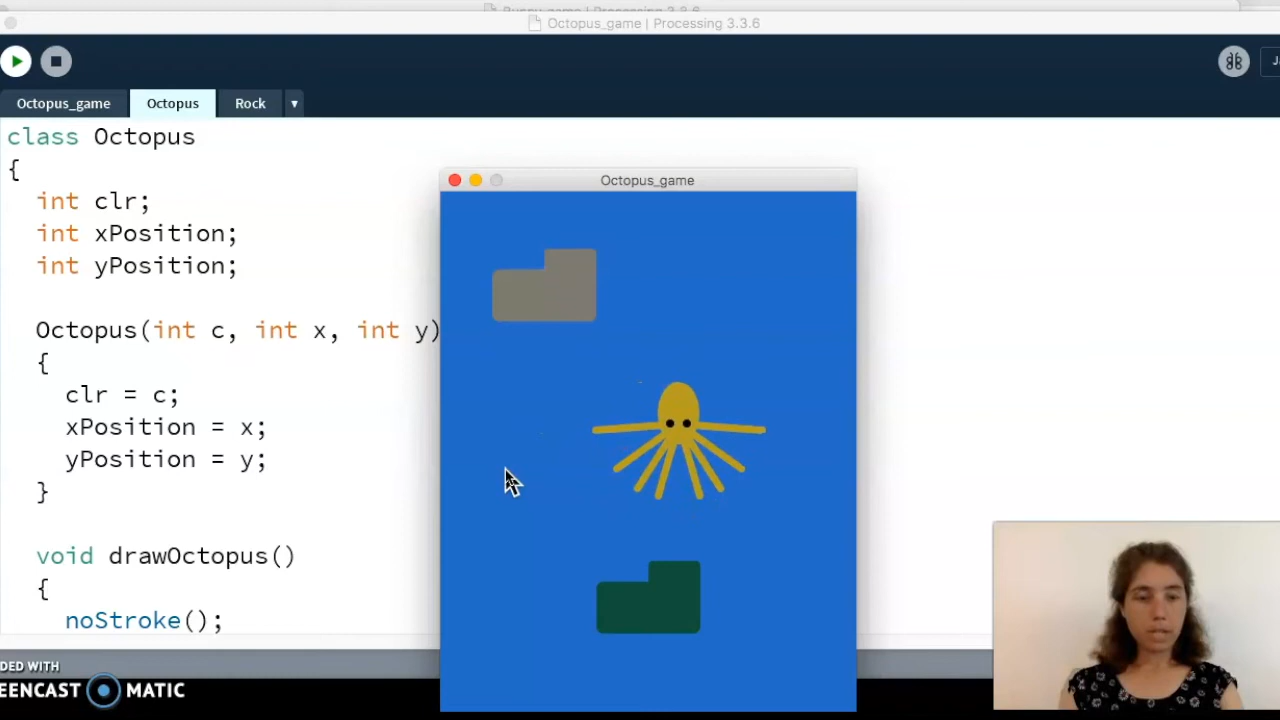 Octopus_game | Processing 3.3.6
Octopus_game
Octopus
Rock
class Octopus
{
int clr;
int xPosition;
int yPosition;
Octopus(int c, int x, int y)
{
clr = c;
xPosition = x;
yPosition = y;
}
void drawOctopus()
{
noStroke();
Octopus_game
DED WITH
EENCAST MATIC